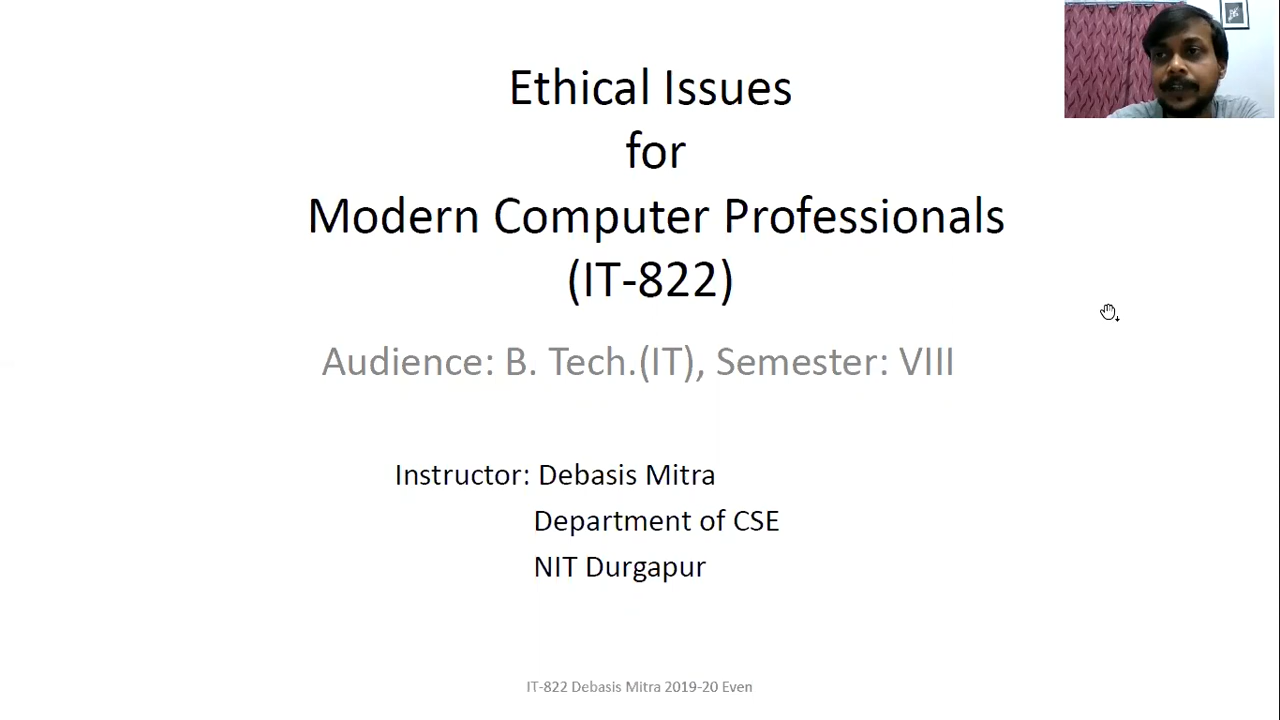 Ethical Issues
for
Modern Computer Professionals
(IT-822)
Audience: B. Tech.(IT), Semester: VIII
Instructor: Debasis Mitra
Department of CSE
NIT Durgapur
IT-822 Debasis Mitra 2019-20 Even